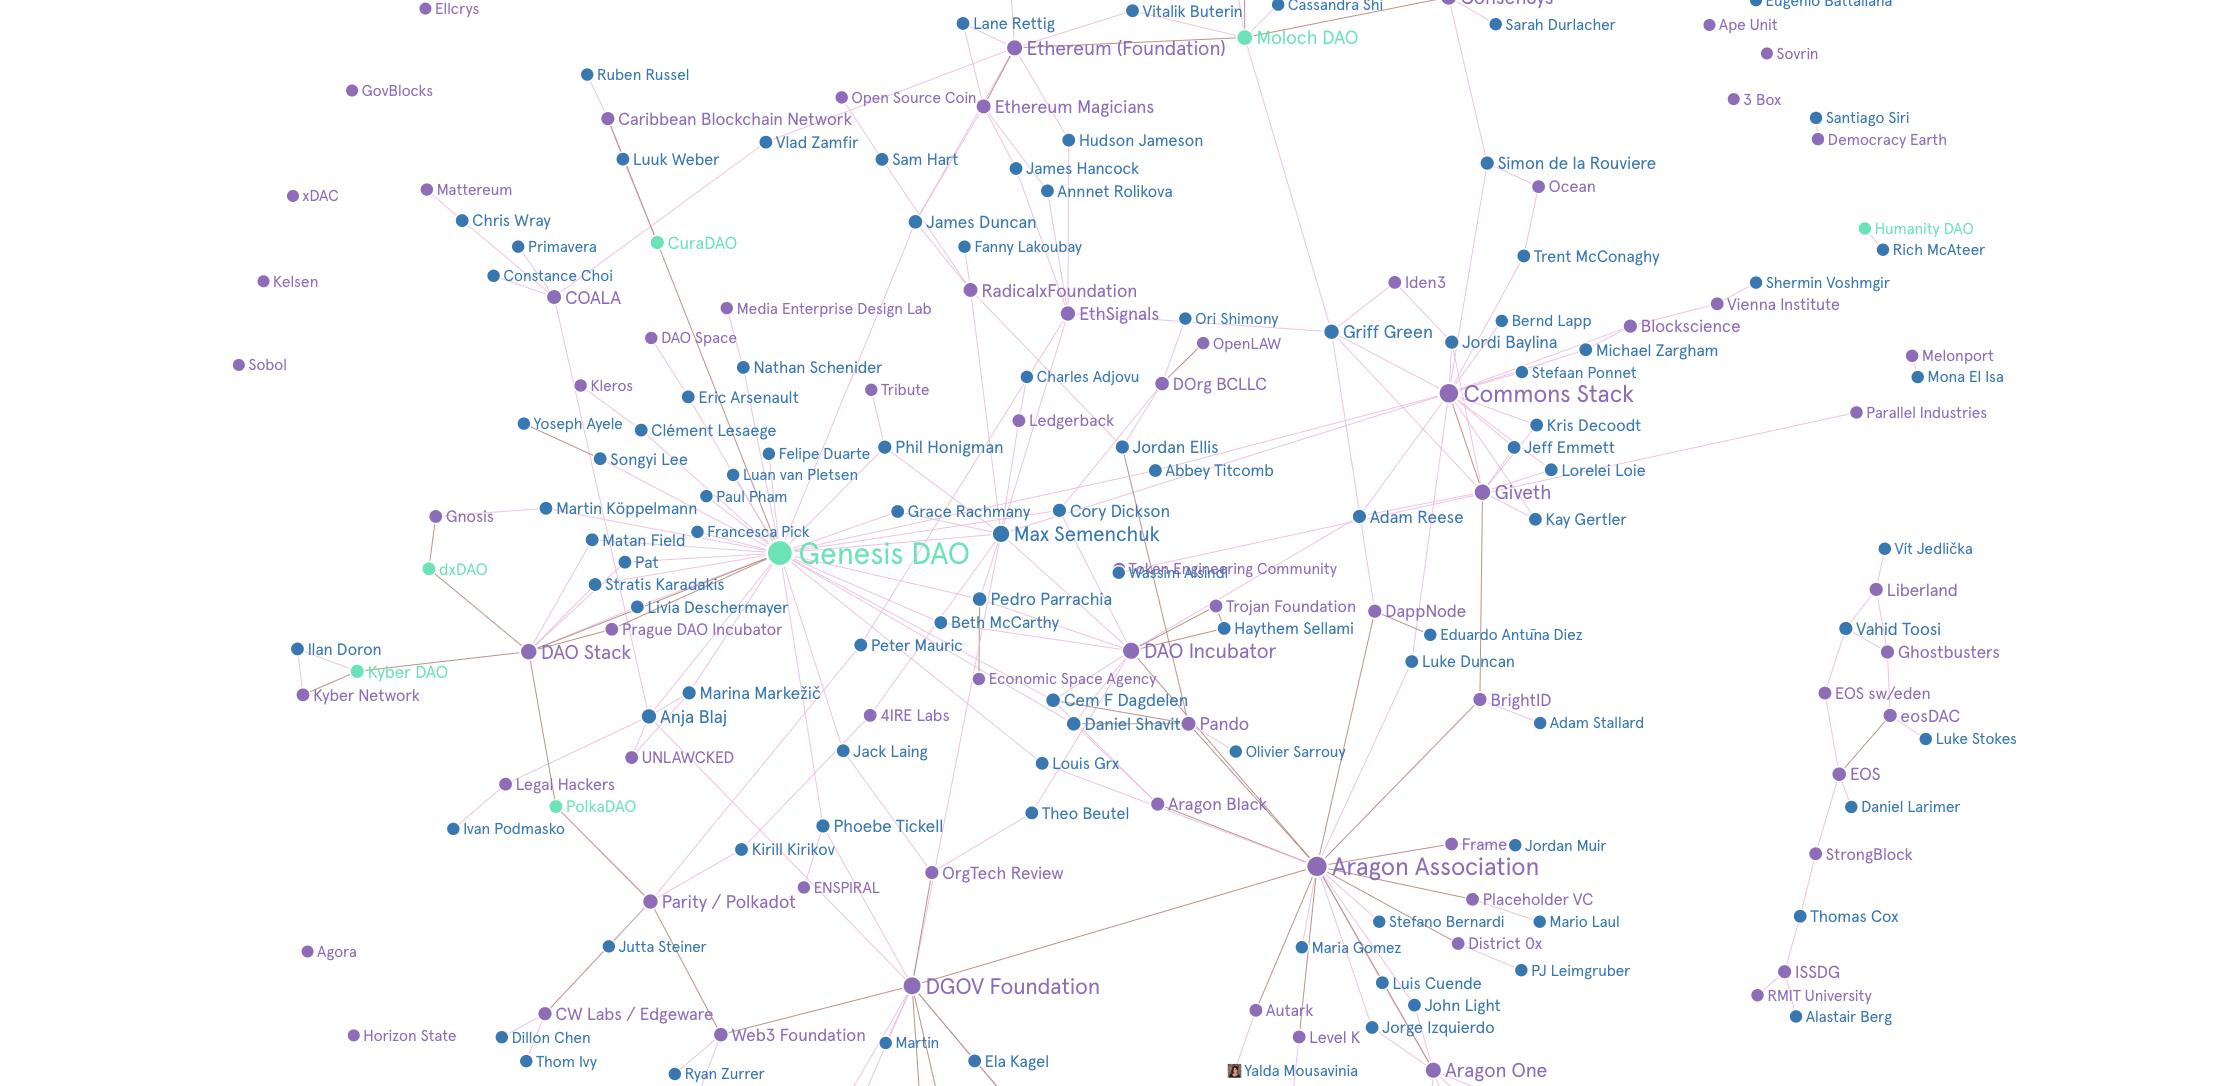 Ellcrys
Lane Rettig
Vitalik Buterin
Cassandra Shi
Consensys
Eugenio Battaliana
Ethereum (Foundation)
Moloch DAO
Sarah Durlacher
Ape Unit
Sovrin
Ruben Russel
GovBlocks
Open Source Coin
Ethereum Magicians
3 Box
Caribbean Blockchain Network
Santiago Siri
Vlad Zamfir
Hudson Jameson
Democracy Earth
Luuk Weber
Sam Hart
James Hancock
Simon de la Rouviere
xDAC
Mattereum
Annnet Rolikova
Ocean
Chris Wray
James Duncan
Humanity DAO
CuraDAO
Primavera
Fanny Lakoubay
Rich McAteer
Trent McConaghy
Constance Choi
Kelsen
COALA
RadicalxFoundation
Iden3
Shermin Voshmgir
Vienna Institute
Media Enterprise Design Lab
EthSignals
Ori Shimony
Griff Green
Bernd Lapp
Blockscience
DAO Space
OpenLAW
Jordi Baylina
Michael Zargham
Melonport
Sobol
Nathan Schenider
Stefaan Ponnet
Mona El Isa
Kleros
Eric Arsenault
Tribute
Charles Adjovu
DOrg BCLLC
Commons Stack
Parallel Industries
Yoseph Ayele
Clément Lesaege
Ledgerback
Kris Decoodt
Songyi Lee
Felipe Duarte
Phil Honigman
Jordan Ellis
Jeff Emmett
Luan van Pletsen
Abbey Titcomb
Lorelei Loie
Paul Pham
Giveth
Gnosis
Martin Köppelmann
Grace Rachmany
Cory Dickson
Adam Reese
Kay Gertler
Francesca Pick
Max Semenchuk
Matan Field
Genesis DAO
Vít Jedlička
dxDAO
Pat
Token Engineering Community
Wassim Alsindi
Stratis Karadakis
Liberland
Livia Deschermayer
Pedro Parrachia
Trojan Foundation
DappNode
Prague DAO Incubator
Beth McCarthy
Haythem Sellami
Eduardo Antuña Diez
Vahid Toosi
Ilan Doron
DAO Stack
Peter Mauric
DAO Incubator
Luke Duncan
Ghostbusters
Kyber DAO
Economic Space Agency
Kyber Network
Marina Markežič
Cem F Dagdelen
BrightID
EOS sw/eden
Anja Blaj
4IRE Labs
Daniel Shavit
Pando
Adam Stallard
eosDAC
Luke Stokes
UNLAWCKED
Jack Laing
Louis Grx
Olivier Sarrouy
EOS
Legal Hackers
PolkaDAO
Aragon Black
Daniel Larimer
Ivan Podmasko
Phoebe Tickell
Theo Beutel
Kirill Kirikov
Frame
Jordan Muir
StrongBlock
ENSPIRAL
OrgTech Review
Aragon Association
Parity / Polkadot
Placeholder VC
Stefano Bernardi
Mario Laul
Thomas Cox
Jutta Steiner
Maria Gomez
District 0x
Agora
PJ Leimgruber
ISSDG
DGOV Foundation
Luis Cuende
RMIT University
CW Labs / Edgeware
Autark
John Light
Alastair Berg
Horizon State
Dillon Chen
Web3 Foundation
Martin
Level K
Jorge Izquierdo
Thom Ivy
Ryan Zurrer
Ela Kagel
Yalda Mousavinia
Aragon One